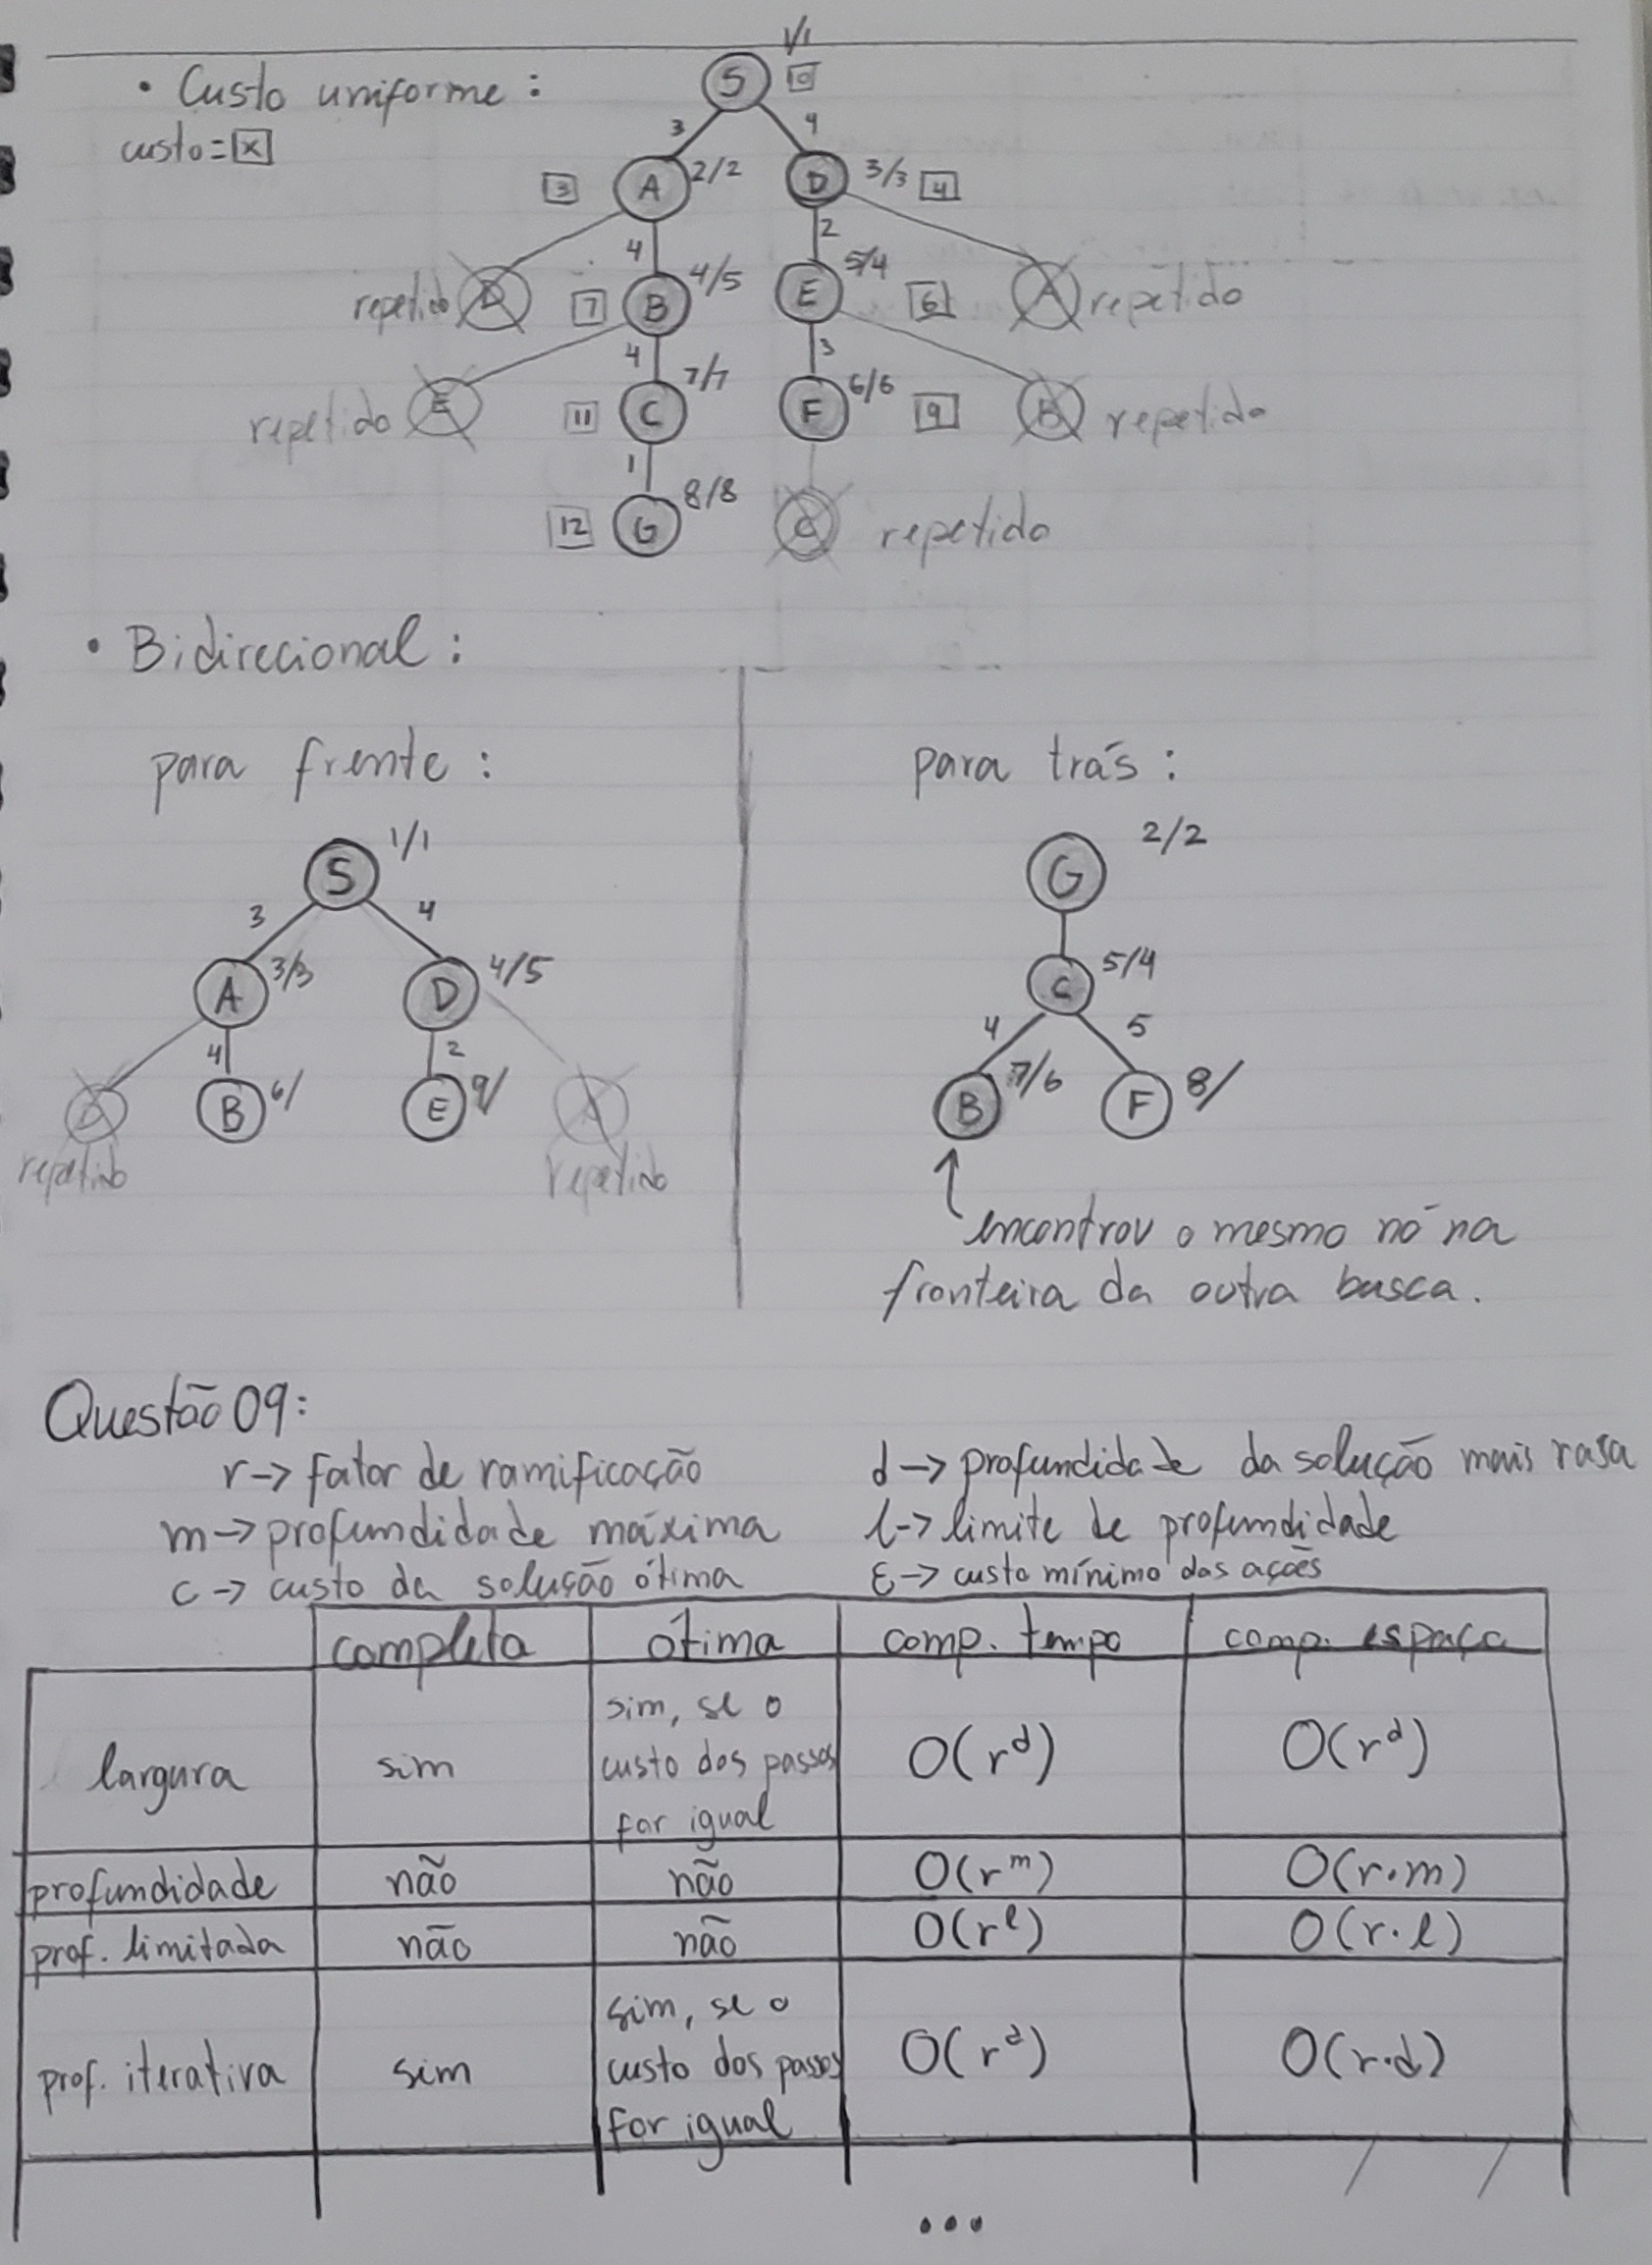 • Custo uniforme :
custo = x
1/1
S 0
3 4
3 A 2/2 D 3/3 4
4 2
repetido D 7 B 4/5 E 5/4 6 A repetido
4 3
repetido E 11 C 7/7 F 6/6 9 B repetido
1
12 G 8/8 C repetido
• Bidirecional :
para frente :
S 1/1
3 4
A 3/3 D 4/5
4 2
D B 6/ E 9/ A
repetido repetido
para trás :
G 2/2
C 5/4
4 5
B 7/6 F 8/
encontrou o mesmo nó na
fronteira da outra busca.
Questão 09:
r -> fator de ramificação d -> profundidade da solução mais rasa
m -> profundidade máxima l -> limite de profundidade
c -> custo da solução ótima ε -> custo mínimo das ações
completa ótima comp. tempo comp. espaço
largura sim sim, se o custo dos passos for igual O(r^d) O(r^d)
profundidade não não O(r^m) O(r.m)
prof. limitada não não O(r^l) O(r.l)
prof. iterativa sim sim, se o custo dos passos for igual O(r^d) O(r.d)
...